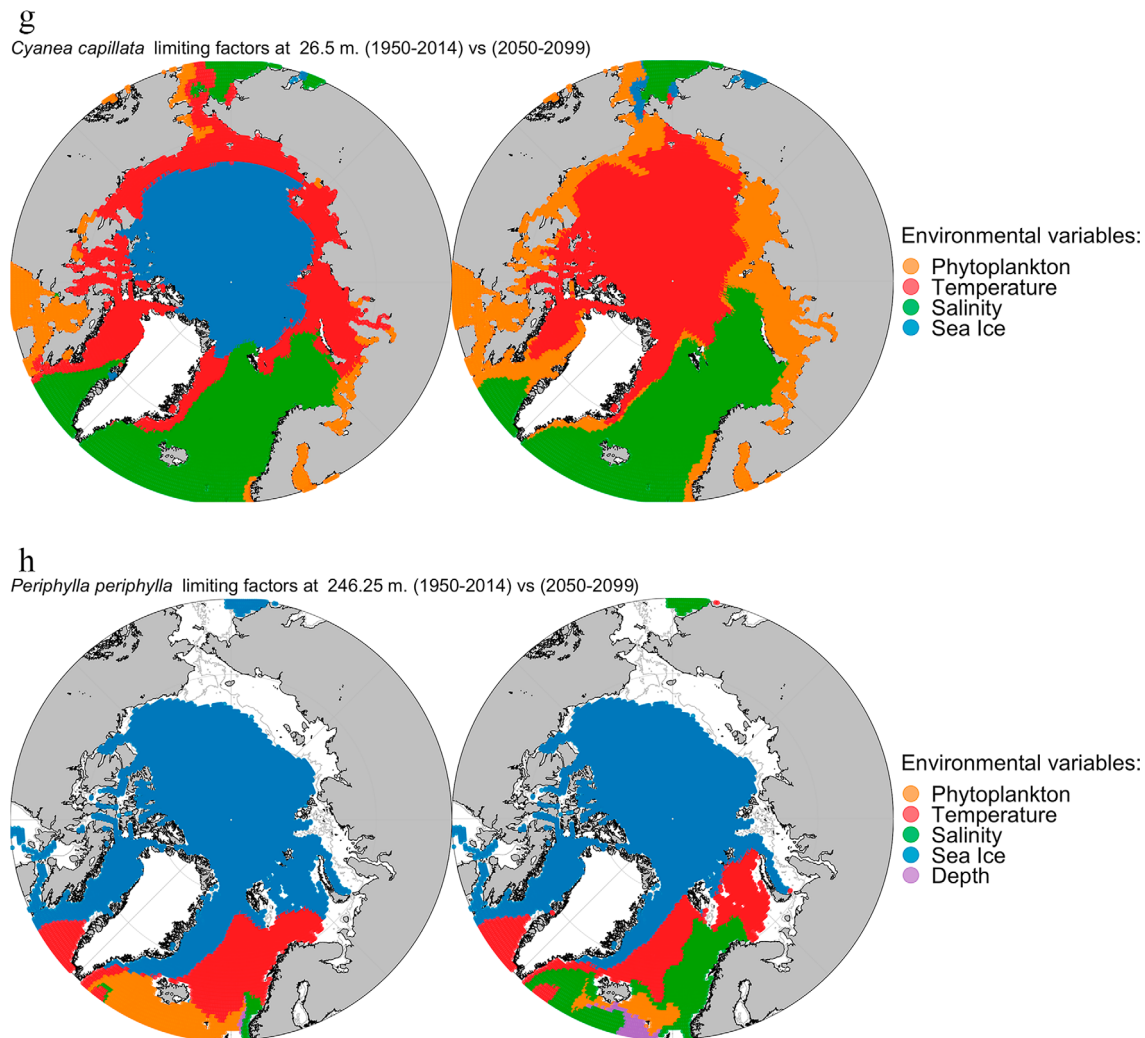 g
Cyanea capillata limiting factors at 26.5 m. (1950-2014) vs (2050-2099)
Environmental variables:
Phytoplankton
Temperature
Salinity
Sea Ice
h
Periphylla periphylla limiting factors at 246.25 m. (1950-2014) vs (2050-2099)
Environmental variables:
Phytoplankton
Temperature
Salinity
Sea Ice
Depth